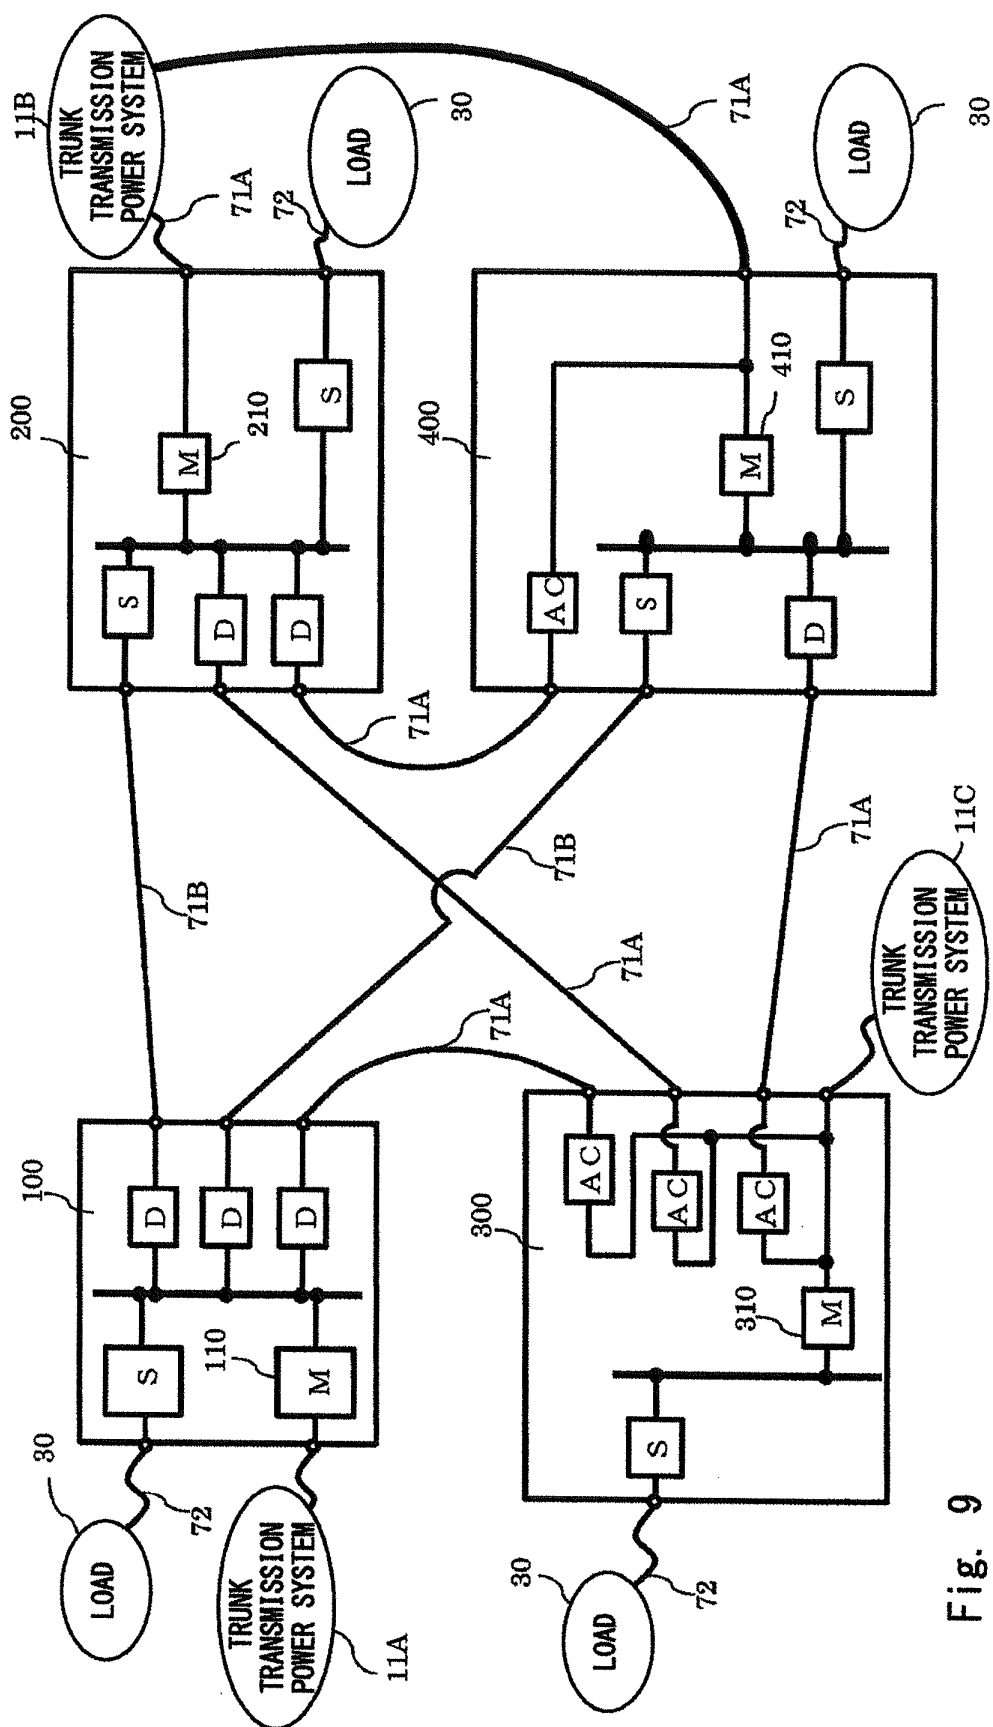 30
LOAD
72
TRUNK
TRANSMISSION
POWER SYSTEM
11A
100
S
110
M
D
D
D
71B
71A
71A
71B
71A
200
S
D
D
M
210
S
11B
TRUNK
TRANSMISSION
POWER SYSTEM
71A
72
LOAD
30
30
LOAD
72
300
S
310
M
AC
AC
AC
TRUNK
TRANSMISSION
POWER SYSTEM
11C
71A
400
AC
S
D
M
410
S
71A
72
LOAD
30
Fig. 9